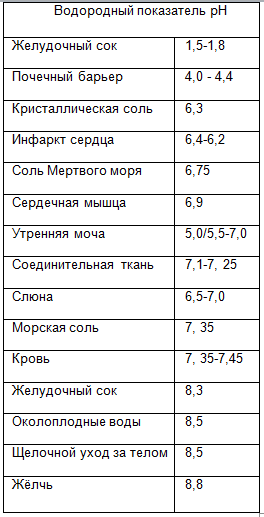 Водородный показатель pH
Желудочный сок 1,5-1,8
Почечный барьер 4,0 - 4,4
Кристаллическая соль 6,3
Инфаркт сердца 6,4-6,2
Соль Мертвого моря 6,75
Сердечная мышца 6,9
Утренняя моча 5,0/5,5-7,0
Соединительная ткань 7,1-7, 25
Слюна 6,5-7,0
Морская соль 7, 35
Кровь 7, 35-7,45
Желудочный сок 8,3
Околоплодные воды 8,5
Щелочной уход за телом 8,5
Жёлчь 8,8